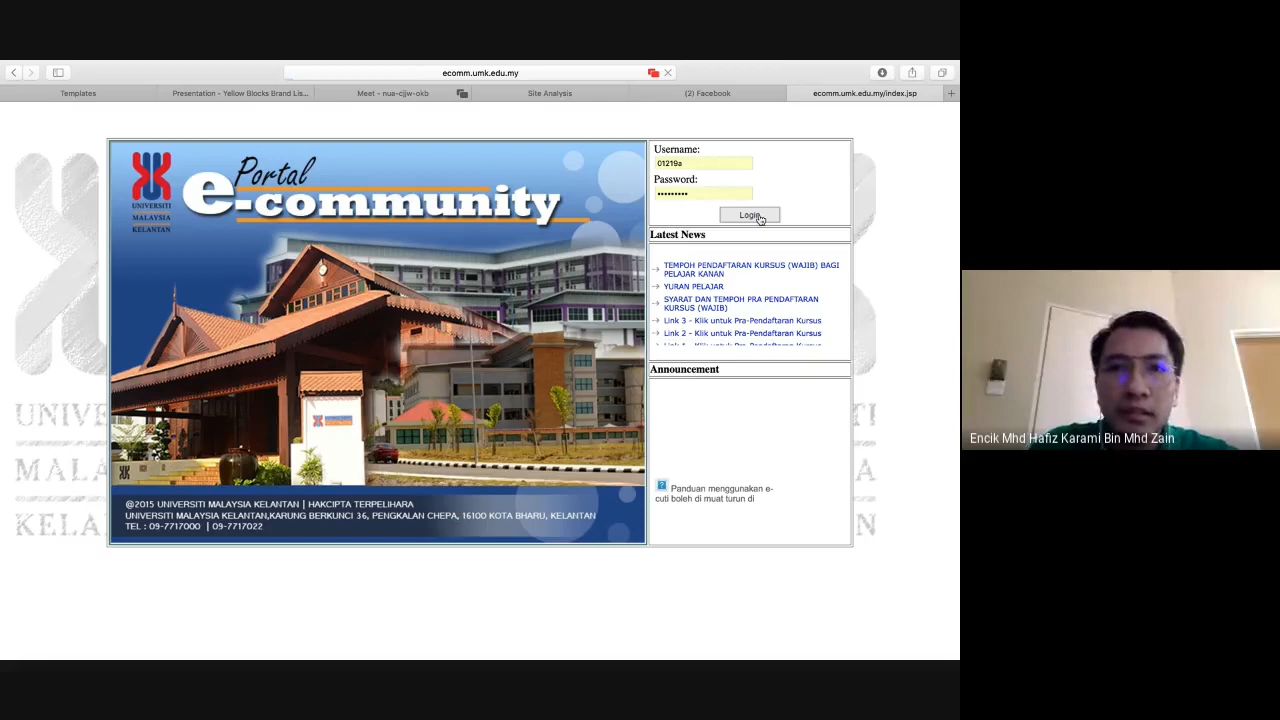 ecomm.umk.edu.my
Templates
Presentation - Yellow Blocks Brand Lis...
Meet - nua-cjjw-okb
Site Analysis
(2) Facebook
ecomm.umk.edu.my/index.jsp
UNIVERSITI
MALAYSIA
KELANTAN
Portal
e-community
Username:
01219a
Password:
•••••••••
Login
Latest News
TEMPOH PENDAFTARAN KURSUS (WAJIB) BAGI
PELAJAR KANAN
YURAN PELAJAR
SYARAT DAN TEMPOH PRA PENDAFTARAN
KURSUS (WAJIB)
Link 3 - Klik untuk Pra-Pendaftaran Kursus
Link 2 - Klik untuk Pra-Pendaftaran Kursus
Announcement
Panduan menggunakan e-
cuti boleh di muat turun di
@2015 UNIVERSITI MALAYSIA KELANTAN | HAKCIPTA TERPELIHARA
UNIVERSITI MALAYSIA KELANTAN,KARUNG BERKUNCI 36, PENGKALAN CHEPA, 16100 KOTA BHARU, KELANTAN
TEL : 09-7717000 | 09-7717022
Encik Mhd Hafiz Karami Bin Mhd Zain